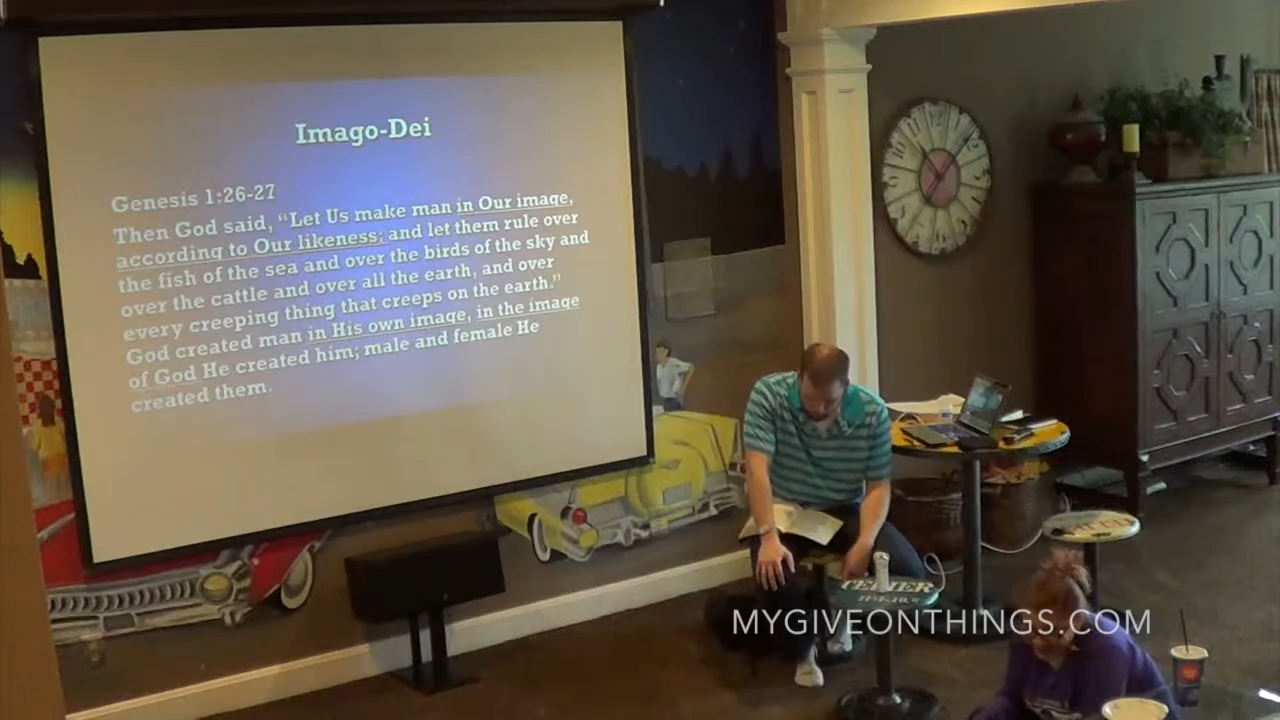 Imago-Dei
Genesis 1:26-27
Then God said, “Let Us make man in Our image,
according to Our likeness; and let them rule over
the fish of the sea and over the birds of the sky and
over the cattle and over all the earth, and over
every creeping thing that creeps on the earth.”
God created man in His own image, in the image
of God He created him; male and female He
created them.
MYGIVEONTHINGS.COM